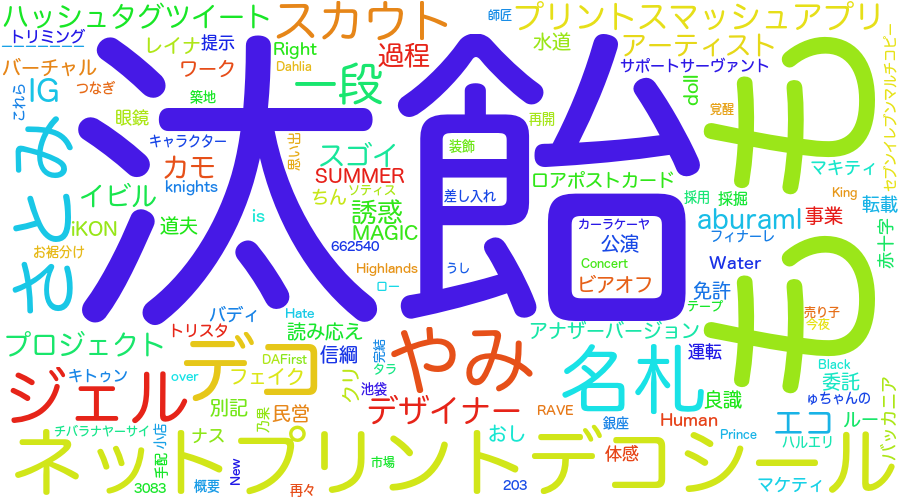 ハッシュタグツイート
スカウト
師匠
プリントスマッシュアプリ
トリミング
レイナ
提示
Right
過程
水道
アーティスト
バーチャル
ワーク
Dahlia
サポートサーヴァント
IG
つなぎ
築地
一段
doll
覚醒
これら
眼鏡
再開
セブンイレブンマルチコピー
汰飴
もも
さとみ
キャラクター
思い出
装飾
カモ
スゴイ
マキティ
イビル
knights
SUMMER
ソティス
差し入れ
ロアポストカード
採用
採掘
King
転載
ちん
誘惑
iKON
道夫
is
MAGIC
カーラケーヤ
aburaml
事業
赤十字
お裾分け
662540
公演
フィナーレ
Highlands
うし
Concert
Water
ロー
ビアオフ
免許
バディ
Hate
テープ
売り子
今夜
トリスタ
読み応え
アナザーバージョン
プロジェクト
デコ
DAFirst
信綱
完結
やみ
名札
運転
Black
キトゥン
over
フェイク
クリ
タラ
委託
ジェル
池袋
良識
ゅちゃんの
別記
民営
デザイナー
RAVE
銀座
Human
Prince
エコ
ルー
バッカニア
チバラナヤーサイ
小店
乃果
ナス
おし
ハルエリ
ネットプリントデコシール
手配
New
市場
体感
3083
概要
再々
203
マケティ